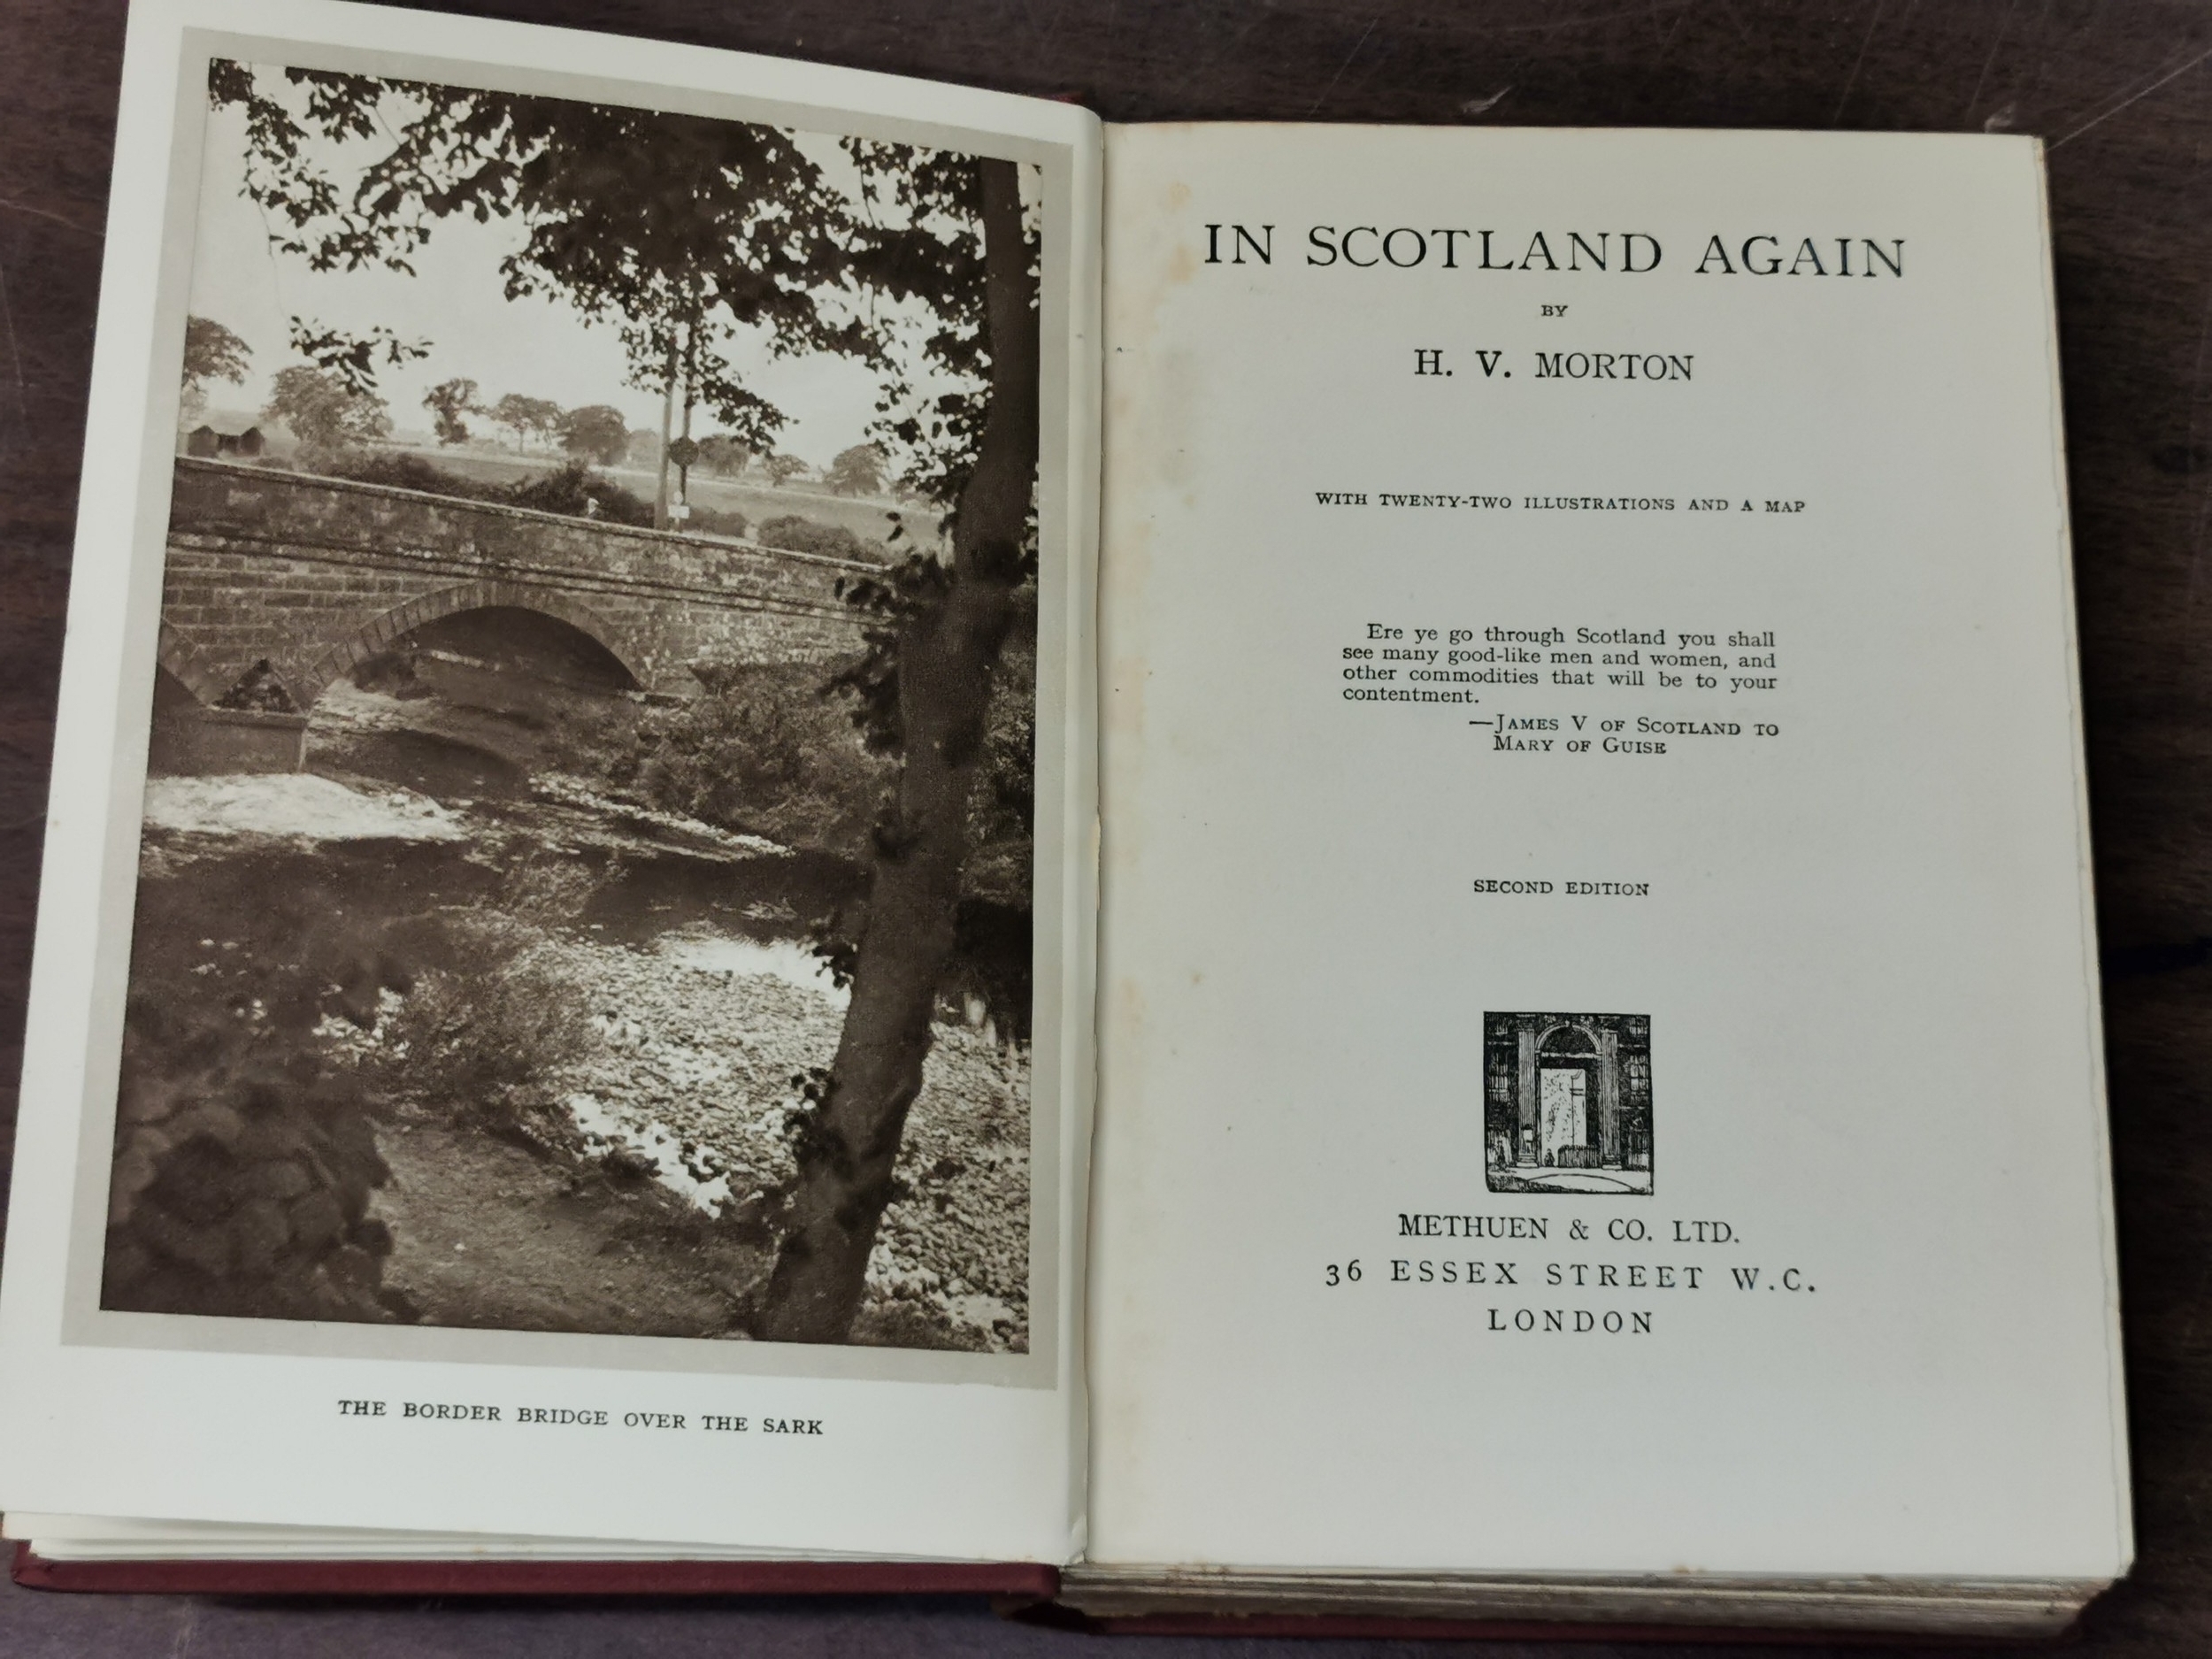 THE BORDER BRIDGE OVER THE SARK
IN SCOTLAND AGAIN
BY
H. V. MORTON
WITH TWENTY-TWO ILLUSTRATIONS AND A MAP
Ere ye go through Scotland you shall
see many good-like men and women, and
other commodities that will be to your
contentment.
—JAMES V OF SCOTLAND TO
MARY OF GUISE
SECOND EDITION
METHUEN & CO. LTD.
36 ESSEX STREET W.C.
LONDON